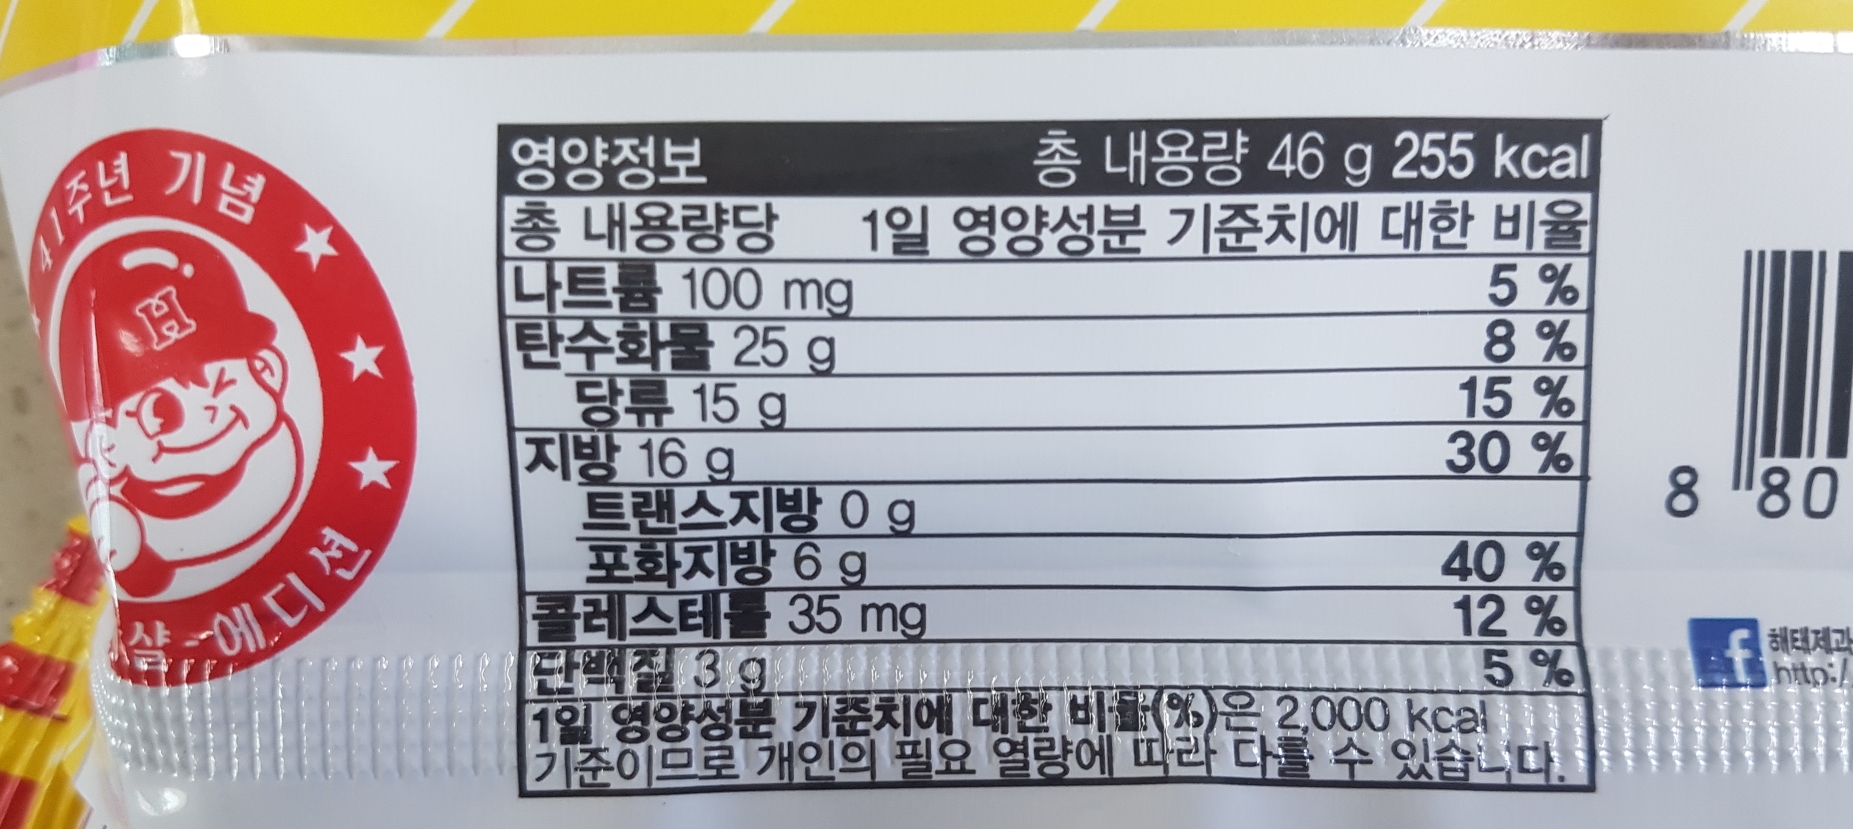 41주년 기념
H
샬-에디션
영양정보 총 내용량 46 g 255 kcal
총 내용량당 1일 영양성분 기준치에 대한 비율
나트륨 100 mg 5 %
탄수화물 25 g 8 %
당류 15 g 15 %
지방 16 g 30 %
트랜스지방 0 g
포화지방 6 g 40 %
콜레스테롤 35 mg 12 %
단백질 3 g 5 %
1일 영양성분 기준치에 대한 비율(%)은 2,000 kcal
기준이므로 개인의 필요 열량에 따라 다를 수 있습니다.
8 80
f 해태제과
http:/